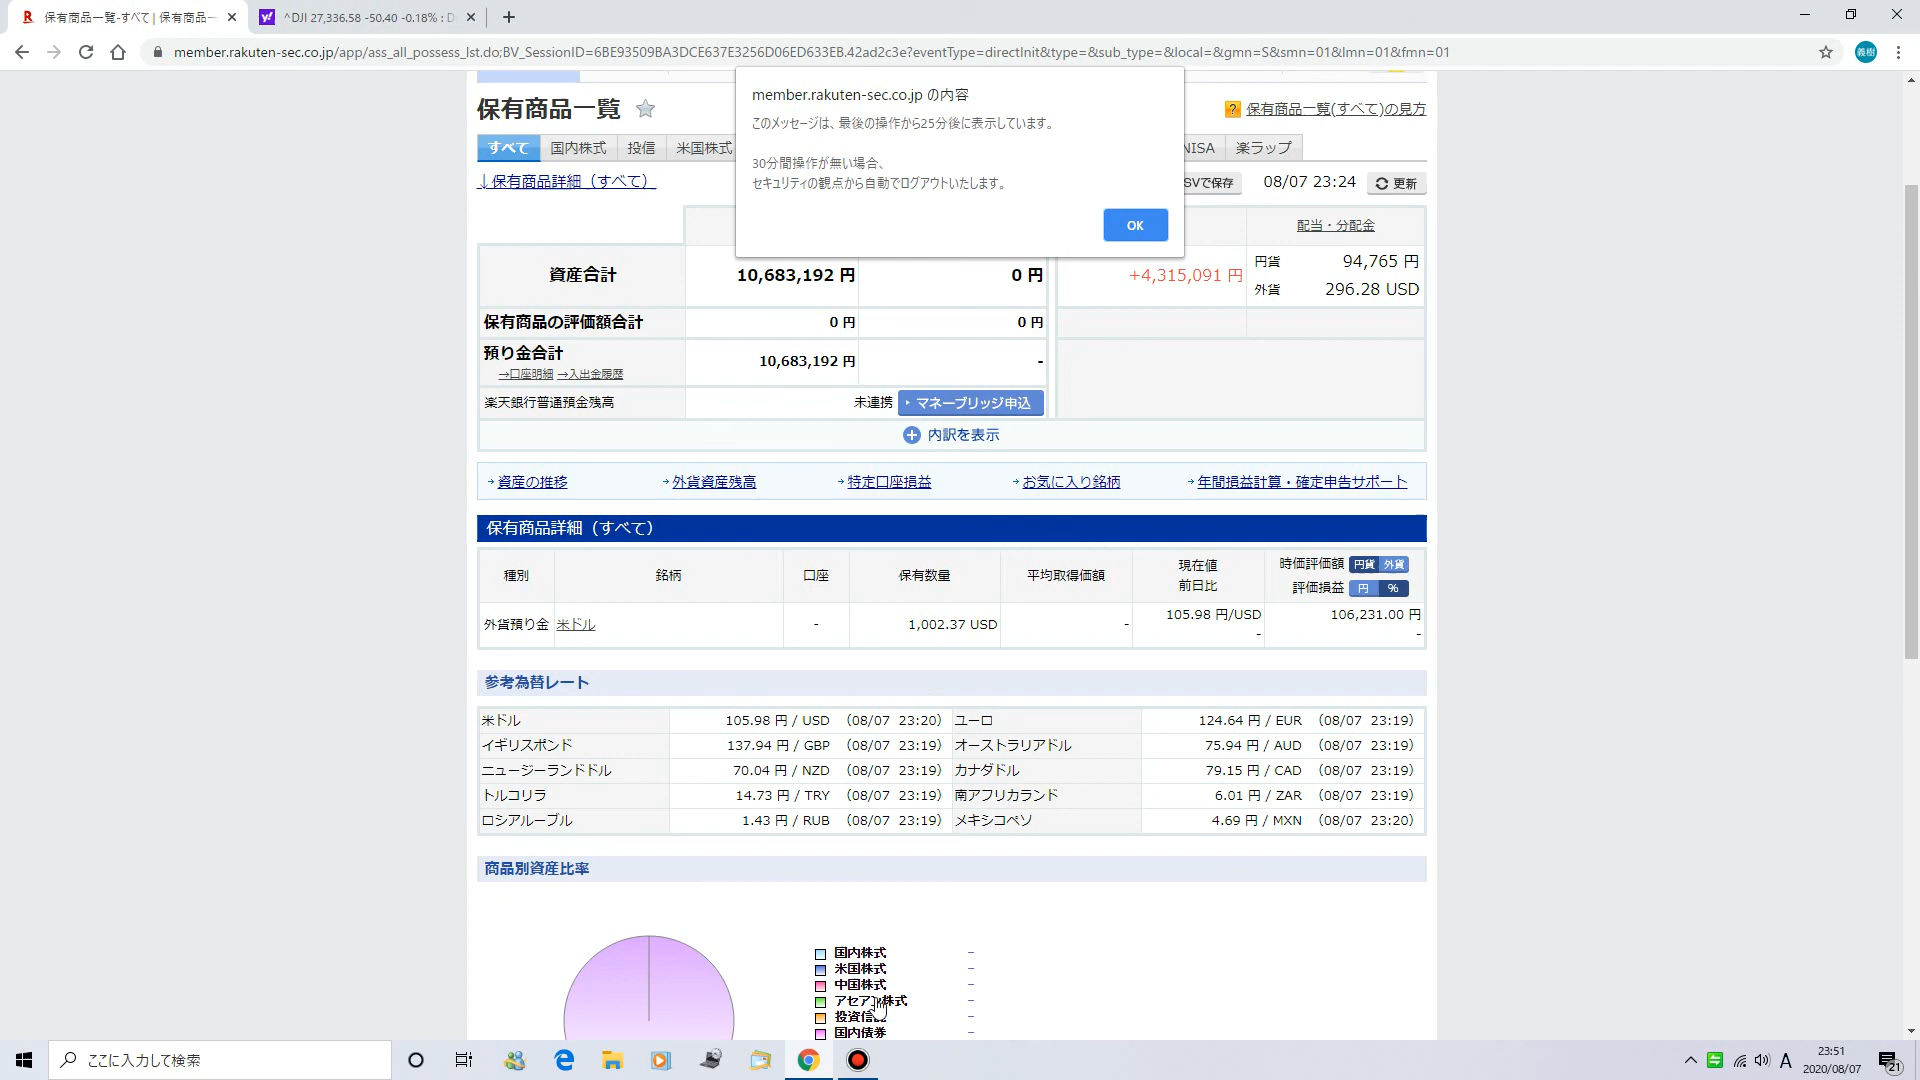 保有商品一覧-すべて | 保有商品一
^DJI 27,336.58 -50.40 -0.18% : D
member.rakuten-sec.co.jp/app/ass_all_possess_lst.do;BV_SessionID=6BE93509BA3DCE637E3256D06ED633EB.42ad2c3e?eventType=directInit&type=&sub_type=&local=&gmn=S&smn=01&lmn=01&fmn=01
義樹
保有商品一覧
保有商品一覧(すべて)の見方
member.rakuten-sec.co.jp の内容
このメッセージは、最後の操作から25分後に表示しています。
30分間操作が無い場合、
セキュリティの観点から自動でログアウトいたします。
OK
すべて 国内株式 投信 米国株式 NISA 楽ラップ
↓保有商品詳細（すべて） SVで保存 08/07 23:24 更新
配当・分配金
資産合計 10,683,192 円 0 円 +4,315,091 円 円貨 94,765 円
外貨 296.28 USD
保有商品の評価額合計 0 円 0 円
預り金合計 10,683,192 円 -
→口座明細 →入出金履歴
楽天銀行普通預金残高 未連携 マネーブリッジ申込
内訳を表示
資産の推移 外貨資産残高 特定口座損益 お気に入り銘柄 年間損益計算・確定申告サポート
保有商品詳細（すべて）
種別 銘柄 口座 保有数量 平均取得価額 現在値 前日比 時価評価額 円貨 外貨 評価損益 円 %
外貨預り金 米ドル - 1,002.37 USD - 105.98 円/USD - 106,231.00 円 -
参考為替レート
米ドル 105.98 円 / USD （08/07 23:20） ユーロ 124.64 円 / EUR （08/07 23:19）
イギリスポンド 137.94 円 / GBP （08/07 23:19） オーストラリアドル 75.94 円 / AUD （08/07 23:19）
ニュージーランドドル 70.04 円 / NZD （08/07 23:19） カナダドル 79.15 円 / CAD （08/07 23:19）
トルコリラ 14.73 円 / TRY （08/07 23:19） 南アフリカランド 6.01 円 / ZAR （08/07 23:19）
ロシアルーブル 1.43 円 / RUB （08/07 23:19） メキシコペソ 4.69 円 / MXN （08/07 23:20）
商品別資産比率
国内株式 -
米国株式 -
中国株式 -
アセアン株式 -
投資信 -
国内債券 -
ここに入力して検索
A
23:51
2020/08/07
21